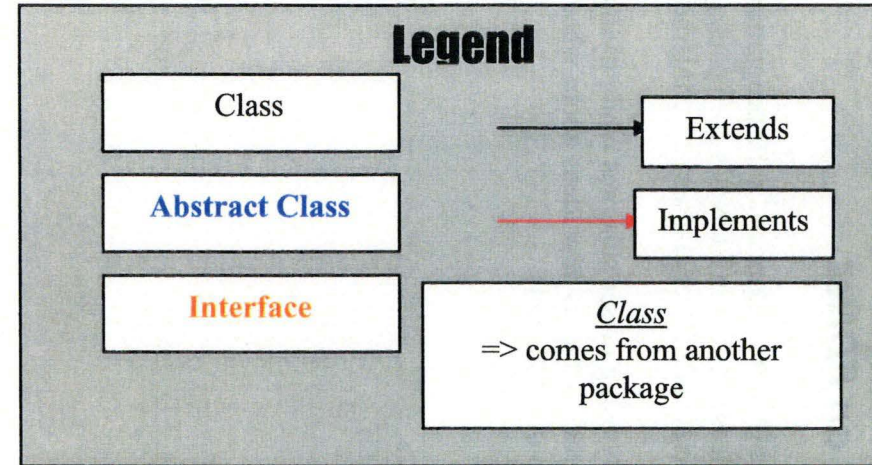 Legend
Class
Extends
Abstract Class
Implements
Interface
Class
=> comes from another
package